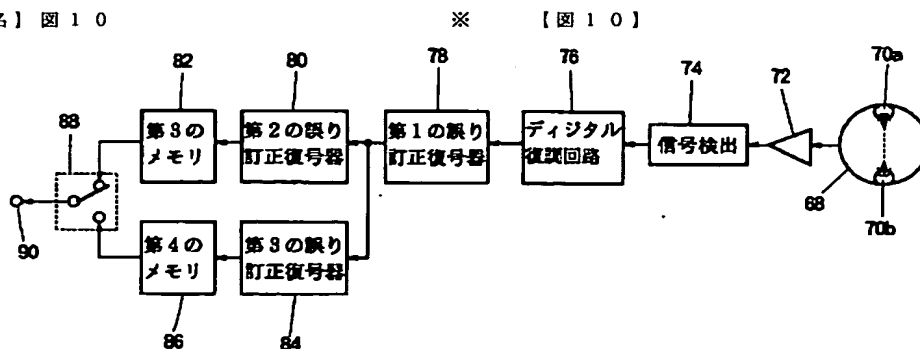 名】 図10 ※ 【図10】
82 80 78 76 74 72 70a
88
第3の
メモリ
第2の誤り
訂正復号器
第1の誤り
訂正復号器
ディジタル
復調回路
信号検出
68
90
70b
第4の
メモリ
第3の誤り
訂正復号器
86 84